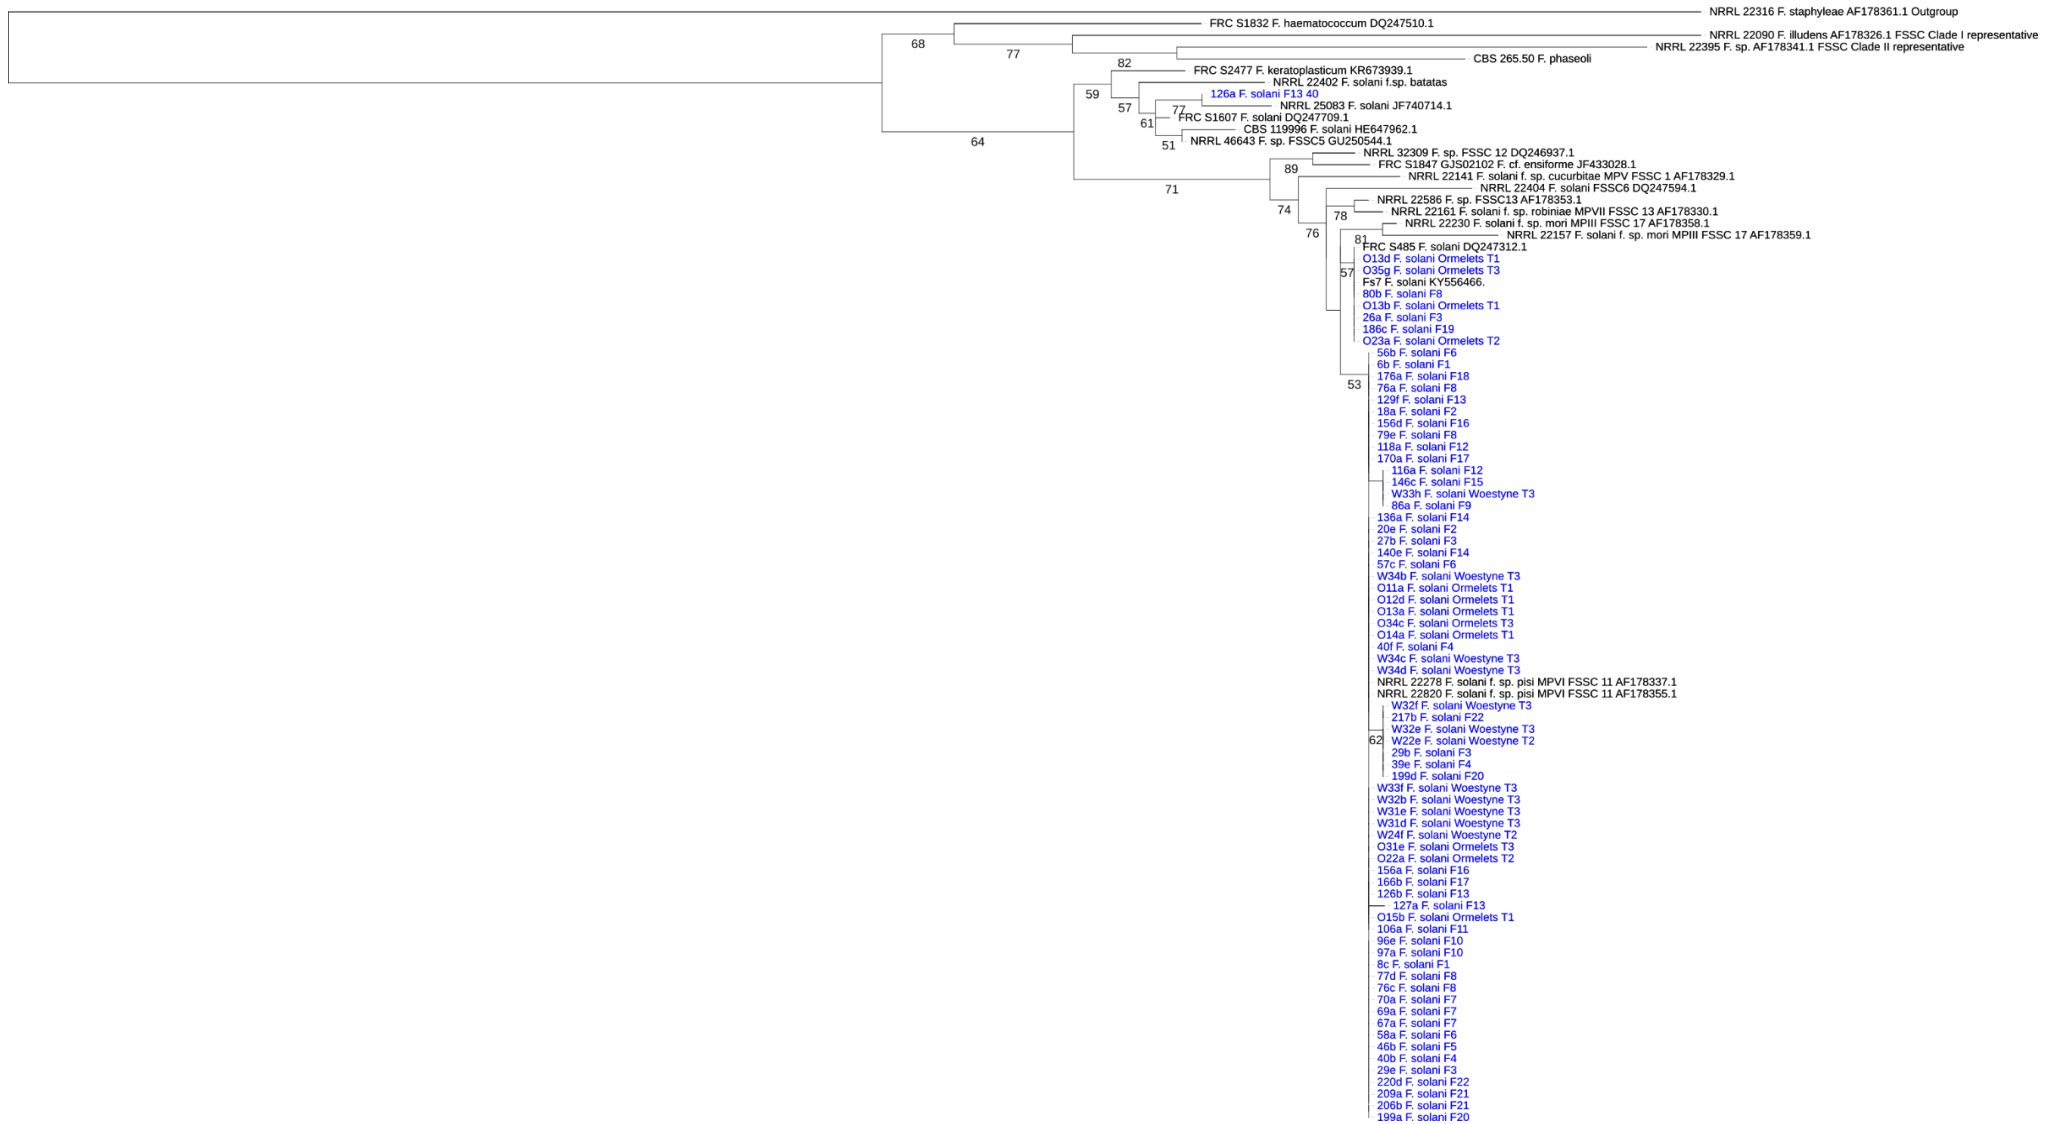 NRRL 22316 F. staphyleae AF178361.1 Outgroup
FRC S1832 F. haematococcum DQ247510.1
68
NRRL 22090 F. illudens AF178326.1 FSSC Clade I representative
NRRL 22395 F. sp. AF178341.1 FSSC Clade II representative
77
CBS 265.50 F. phaseoli
82
FRC S2477 F. keratoplasticum KR673939.1
NRRL 22402 F. solani f.sp. batatas
59
126a F. solani F13 40
57
77
NRRL 25083 F. solani JF740714.1
FRC S1607 F. solani DQ247709.1
61
CBS 119996 F. solani HE647962.1
64
51
NRRL 46643 F. sp. FSSC5 GU250544.1
NRRL 32309 F. sp. FSSC 12 DQ246937.1
89
FRC S1847 GJS02102 F. cf. ensiforme JF433028.1
NRRL 22141 F. solani f. sp. cucurbitae MPV FSSC 1 AF178329.1
71
NRRL 22404 F. solani FSSC6 DQ247594.1
NRRL 22586 F. sp. FSSC13 AF178353.1
74
78
NRRL 22161 F. solani f. sp. robiniae MPVII FSSC 13 AF178330.1
NRRL 22230 F. solani f. sp. mori MPIII FSSC 17 AF178358.1
76
81
NRRL 22157 F. solani f. sp. mori MPIII FSSC 17 AF178359.1
FRC S485 F. solani DQ247312.1
O13d F. solani Ormelets T1
57
O35g F. solani Ormelets T3
Fs7 F. solani KY556466.
80b F. solani F8
O13b F. solani Ormelets T1
26a F. solani F3
186c F. solani F19
O23a F. solani Ormelets T2
56b F. solani F6
6b F. solani F1
176a F. solani F18
53
76a F. solani F8
129f F. solani F13
18a F. solani F2
156d F. solani F16
79e F. solani F8
118a F. solani F12
170a F. solani F17
116a F. solani F12
146c F. solani F15
W33h F. solani Woestyne T3
86a F. solani F9
136a F. solani F14
20e F. solani F2
27b F. solani F3
140e F. solani F14
57c F. solani F6
W34b F. solani Woestyne T3
O11a F. solani Ormelets T1
O12d F. solani Ormelets T1
O13a F. solani Ormelets T1
O34c F. solani Ormelets T3
O14a F. solani Ormelets T1
40f F. solani F4
W34c F. solani Woestyne T3
W34d F. solani Woestyne T3
NRRL 22278 F. solani f. sp. pisi MPVI FSSC 11 AF178337.1
NRRL 22820 F. solani f. sp. pisi MPVI FSSC 11 AF178355.1
W32f F. solani Woestyne T3
217b F. solani F22
W32e F. solani Woestyne T3
62
W22e F. solani Woestyne T2
29b F. solani F3
39e F. solani F4
199d F. solani F20
W33f F. solani Woestyne T3
W32b F. solani Woestyne T3
W31e F. solani Woestyne T3
W31d F. solani Woestyne T3
W24f F. solani Woestyne T2
O31e F. solani Ormelets T3
O22a F. solani Ormelets T2
156a F. solani F16
166b F. solani F17
126b F. solani F13
127a F. solani F13
O15b F. solani Ormelets T1
106a F. solani F11
96e F. solani F10
97a F. solani F10
8c F. solani F1
77d F. solani F8
76c F. solani F8
70a F. solani F7
69a F. solani F7
67a F. solani F7
58a F. solani F6
46b F. solani F5
40b F. solani F4
29e F. solani F3
220d F. solani F22
209a F. solani F21
206b F. solani F21
199a F. solani F20